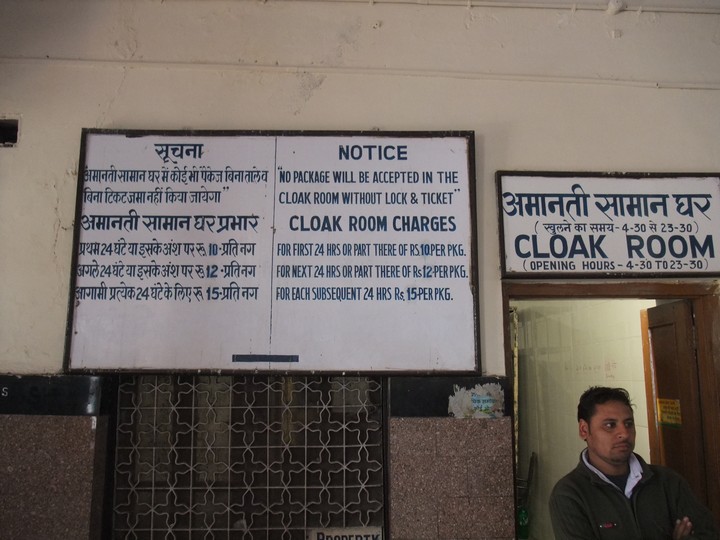 सूचना
अमानती सामान घर में कोई भी पैकेज बिना ताले व
बिना टिकट जमा नहीं किया जायेगा"
अमानती सामान घर प्रभार
प्रथम 24 घंटे या इसके अंश पर रु. 10-प्रति नग
अगले 24 घंटे या इसके अंश पर रु. 12-प्रति नग
आगामी प्रत्येक 24 घंटे के लिए रु 15-प्रति नग
NOTICE
"NO PACKAGE WILL BE ACCEPTED IN THE
CLOAK ROOM WITHOUT LOCK & TICKET"
CLOAK ROOM CHARGES
FOR FIRST 24 HRS OR PART THERE OF RS.10/PER PKG.
FOR NEXT 24 HRS OR PART THERE OF Rs 12-PER PKG.
FOR EACH SUBSEQUENT 24 HRS Rs. 15-PER PKG.
अमानती सामान घर
(खुलने का समय-4-30 से 23-30)
CLOAK ROOM
(OPENING HOURS-4-30 TO 23-30)
S